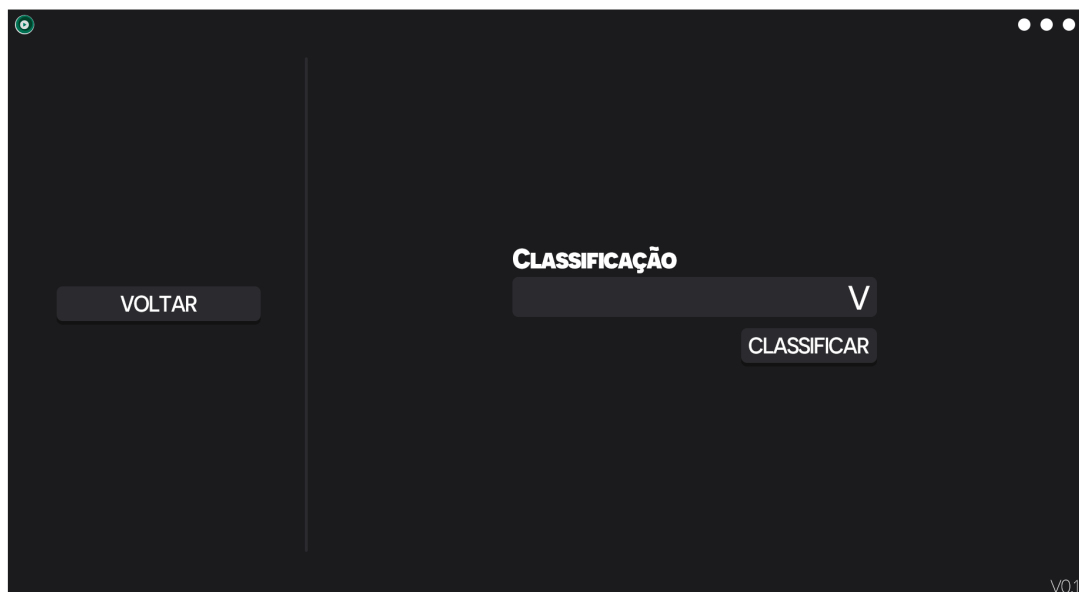 CLASSIFICAÇÃO
VOLTAR
V
CLASSIFICAR
V0.1